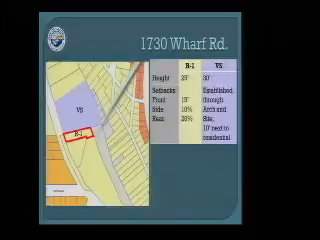 1730 Wharf Rd.
R-1 VS
Height 25' 30'
Setbacks Established
Front 15' through
Side 10% Arch and
Rear 20% Site;
10' next to
residential
VS
R-1